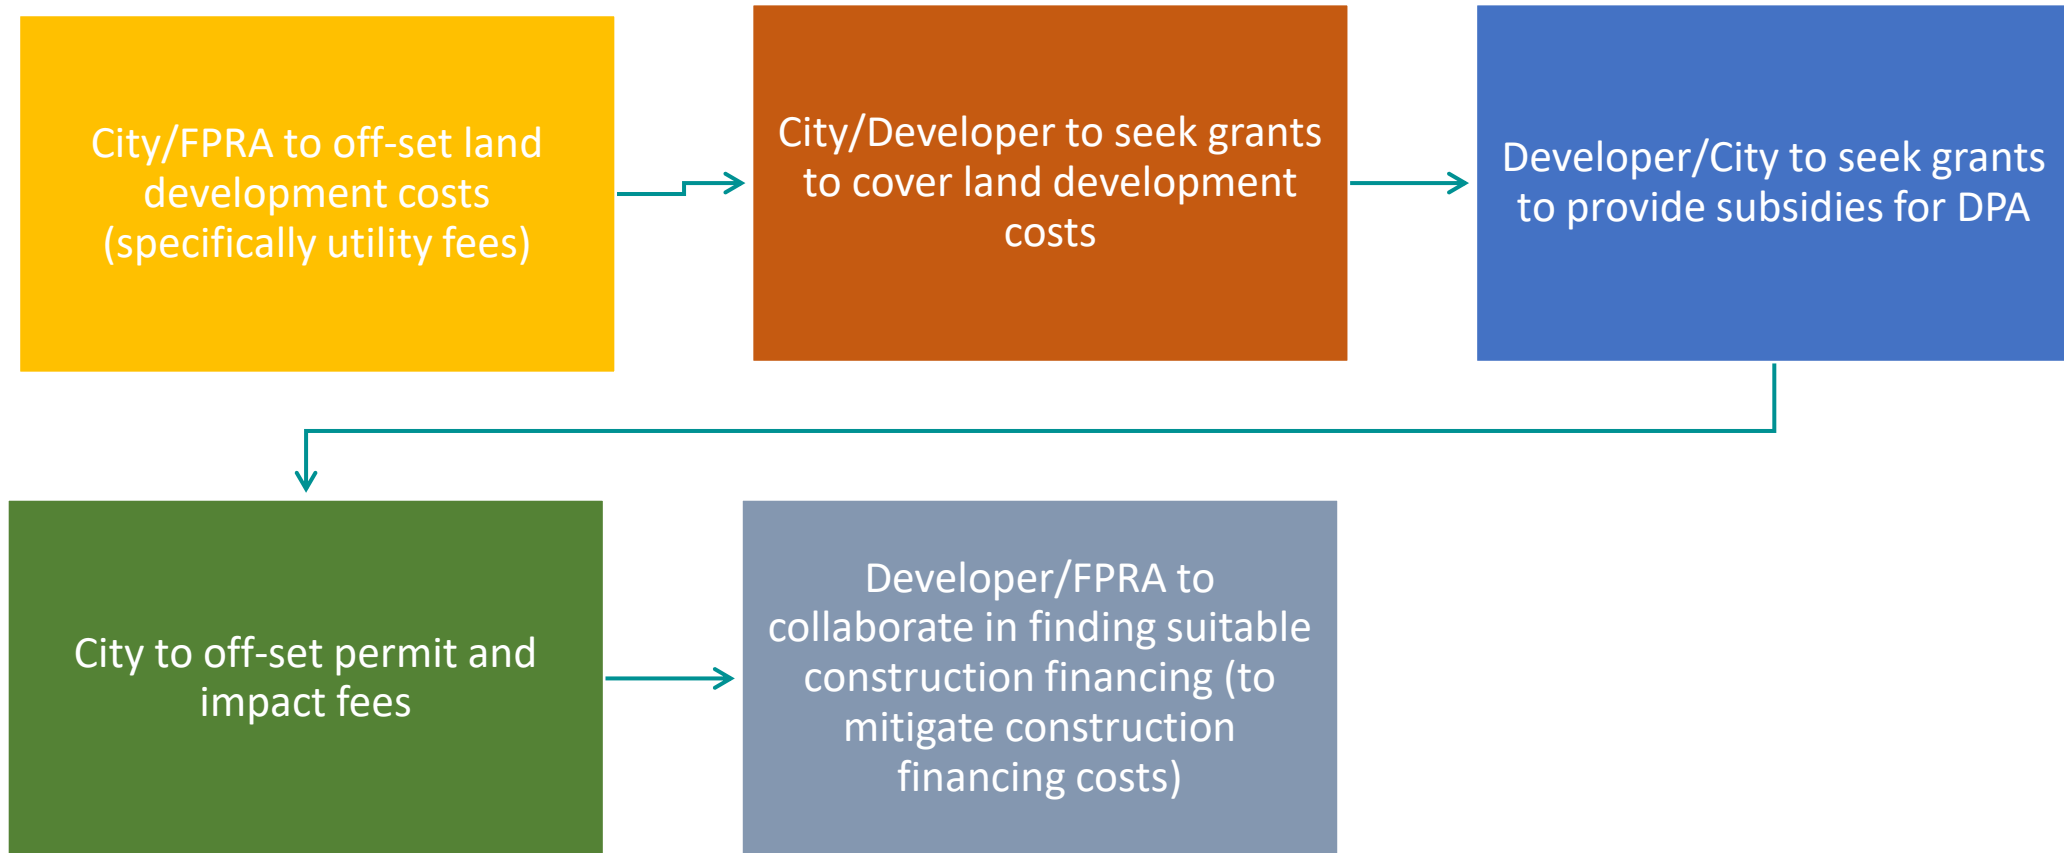 City/FPRA to off-set land
development costs
(specifically utility fees)
City/Developer to seek grants
to cover land development
costs
Developer/City to seek grants
to provide subsidies for DPA
City to off-set permit and
impact fees
Developer/FPRA to
collaborate in finding suitable
construction financing (to
mitigate construction
financing costs)